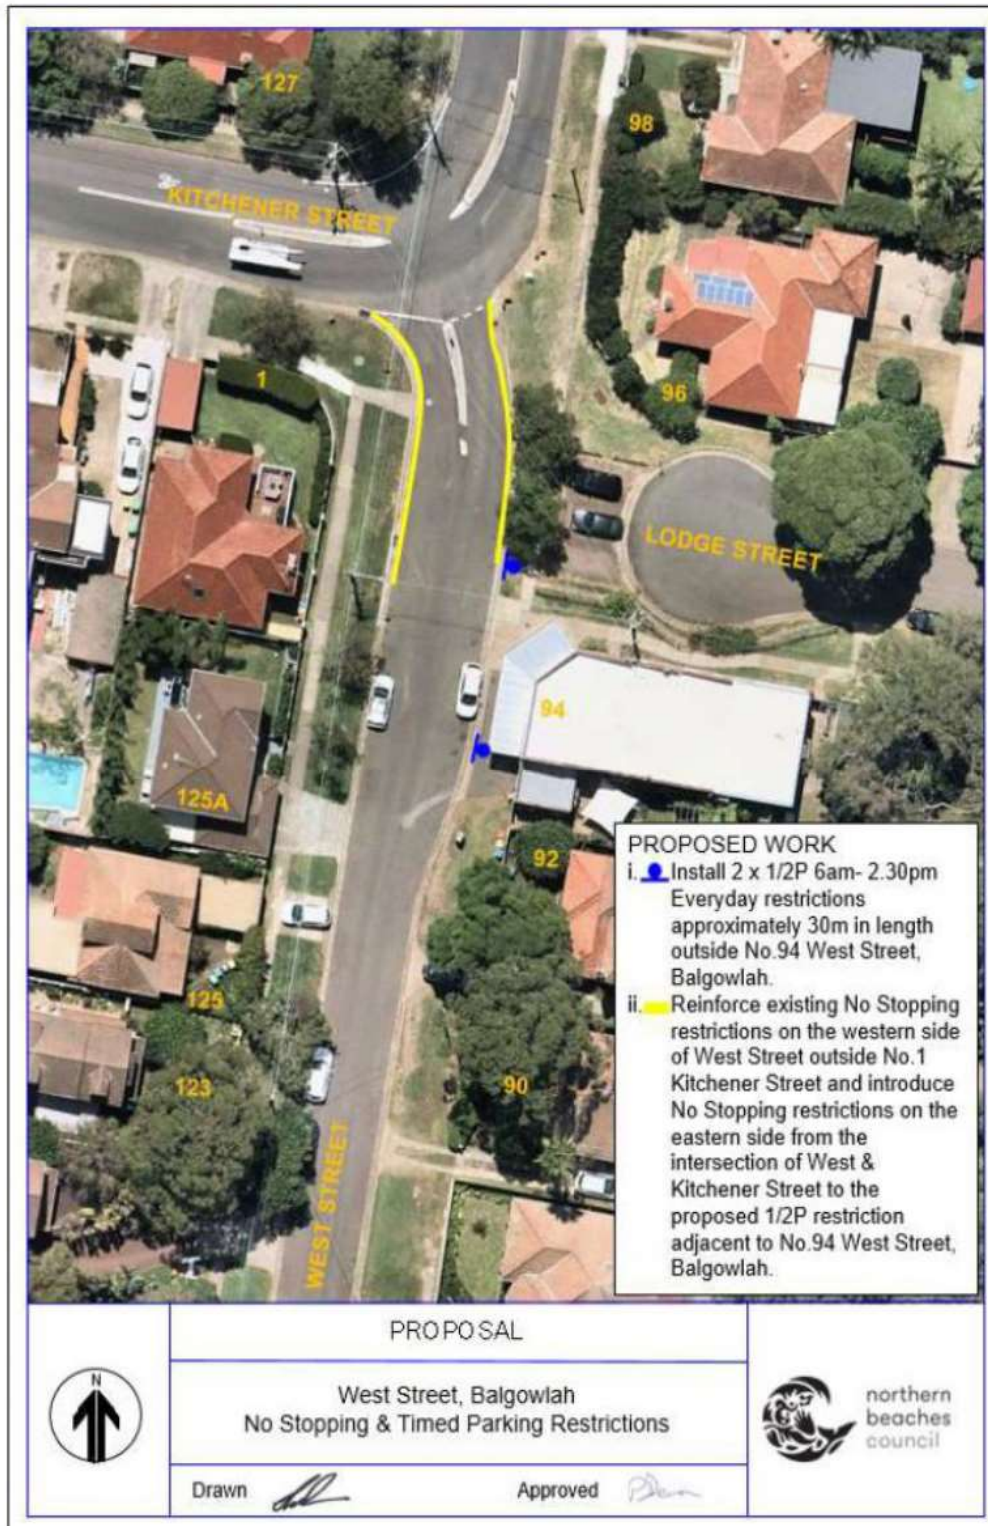 127
98
KITCHENER STREET
1
96
LODGE STREET
94
125A
92
125
123
90
WEST STREET
PROPOSED WORK
i. Install 2 x 1/2P 6am- 2.30pm
Everyday restrictions
approximately 30m in length
outside No.94 West Street,
Balgowlah.
ii. Reinforce existing No Stopping
restrictions on the western side
of West Street outside No.1
Kitchener Street and introduce
No Stopping restrictions on the
eastern side from the
intersection of West &
Kitchener Street to the
proposed 1/2P restriction
adjacent to No.94 West Street,
Balgowlah.
PROPOSAL
N
West Street, Balgowlah
No Stopping & Timed Parking Restrictions
northern
beaches
council
Drawn
Approved